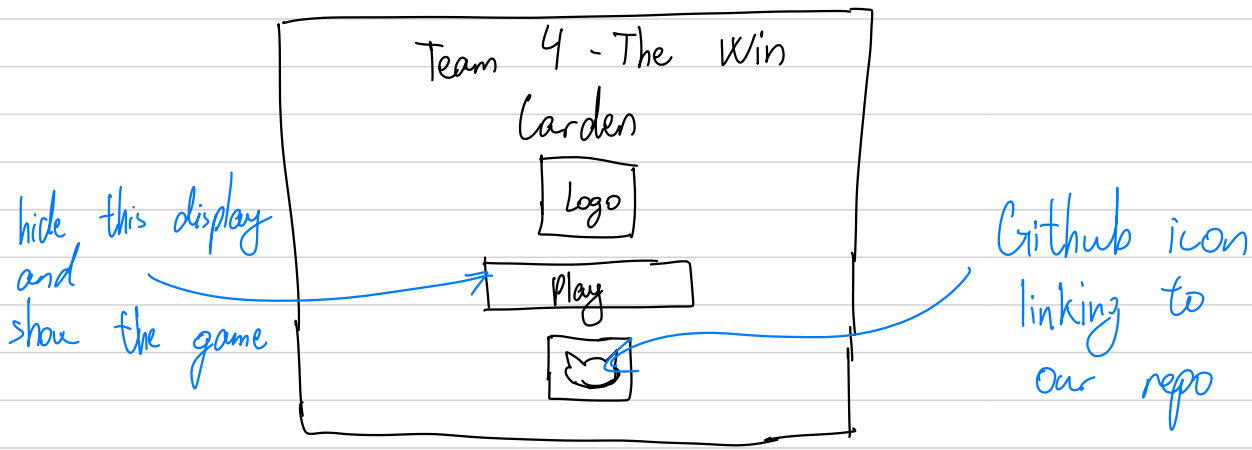 Team 4 - The Win
Carden
Logo
Play
hide this display
and
show the game
Github icon
linking to
our repo